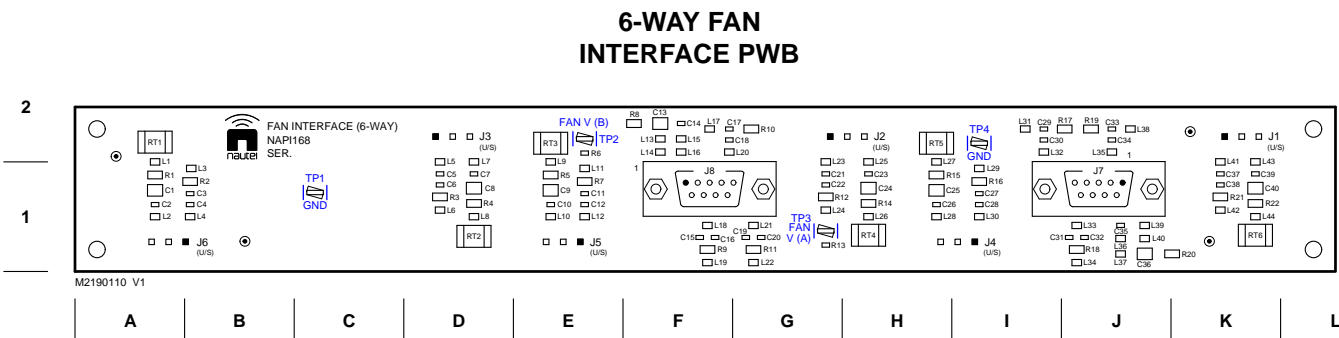 6-WAY FAN
INTERFACE PWB
2
1
nautel
FAN INTERFACE (6-WAY)
NAPI168
SER.
RT1
L1
R1
C1
C2
L2
L3
R2
C3
C4
L4
J6
(U/S)
TP1
GND
J3
(U/S)
L5
C5
C6
R3
L6
L7
C7
C8
R4
L8
RT2
FAN V (B)
TP2
RT3
R6
L9
R5
C9
C10
L10
L11
R7
C11
C12
L12
J5
(U/S)
R8
C13
C14
L17
C17
R10
L13
L15
C18
L14
L16
L20
1
J8
L18
C15
C16
R9
L19
L21
C19
C20
R11
L22
L23
C21
C22
R12
L24
TP3
FAN
V (A)
R13
J2
(U/S)
L25
C23
C24
R14
L26
RT4
RT5
L27
R15
C25
C26
L28
TP4
GND
L29
R16
C27
C28
L30
J4
(U/S)
L31
C29
R17
R19
C33
L38
C30
C34
L32
L35
1
J7
L33
C31
C32
R18
L34
C35
L36
L37
L39
L40
C36
R20
J1
(U/S)
L41
C37
C38
R21
L42
L43
C39
C40
R22
L44
RT6
M2190110 V1
A B C D E F G H I J K L